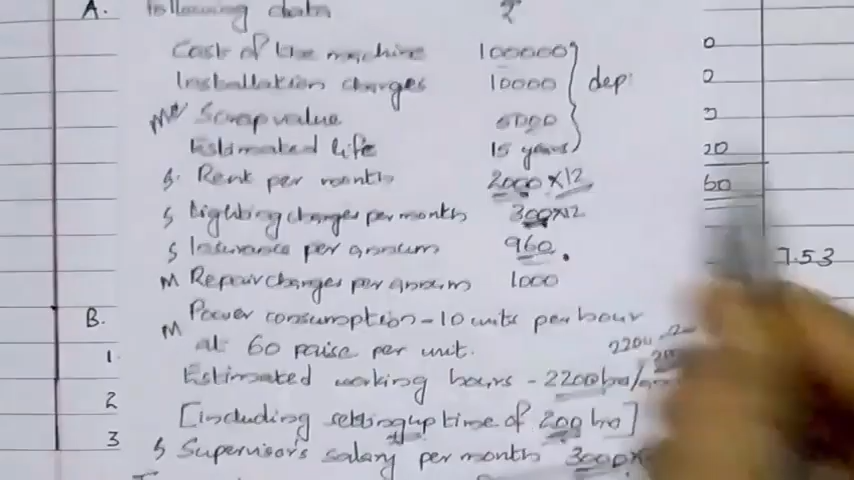 A. following data ₹
Cost of the machine 100000 0
Installation charges 10000 dep: 0
Me Scrap value 5000 0
Estimated life 15 years 20
S. Rent per month 2000 × 12 60
S Lighting charges per month 300×12
S Insurance per annum 960. 7.53
M Repair charges per annum 1000
B. Power consumption - 10 units per hour
M at 60 paise per unit. 2200
1. Estimated working hours - 2200 hrs/
2 [including setting up time of 200 hrs]
3 S Supervisor's salary per month 3000×